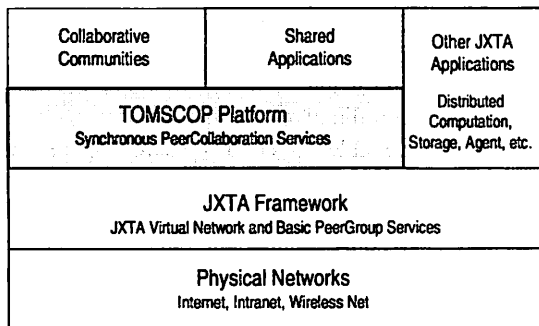 Collaborative
Communities
Shared
Applications
Other JXTA
Applications
Distributed
Computation,
Storage, Agent, etc.
TOMSCOP Platform
Synchronous PeerCollaboration Services
JXTA Framework
JXTA Virtual Network and Basic PeerGroup Services
Physical Networks
Internet, Intranet, Wireless Net